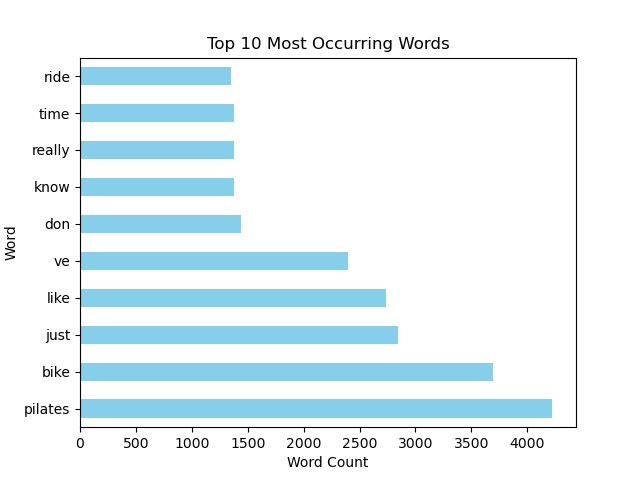 Top 10 Most Occurring Words
ride
time
really
know
don
ve
like
just
bike
pilates
Word
0 500 1000 1500 2000 2500 3000 3500 4000
Word Count